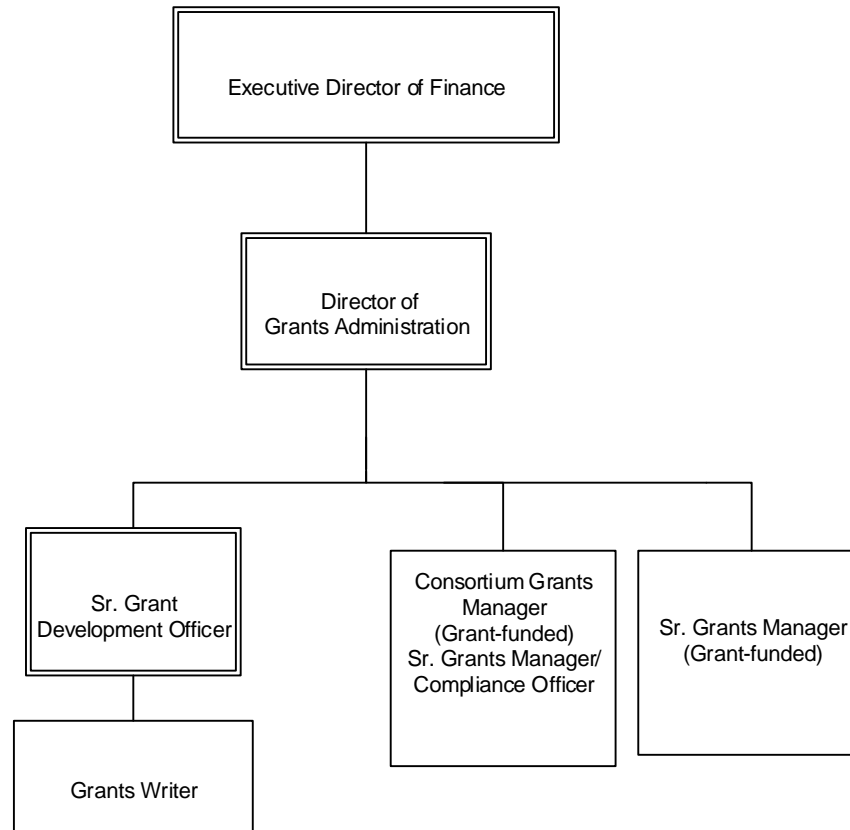 Executive Director of Finance
Director of
Grants Administration
Sr. Grant
Development Officer
Consortium Grants
Manager
(Grant-funded)
Sr. Grants Manager/
Compliance Officer
Sr. Grants Manager
(Grant-funded)
Grants Writer